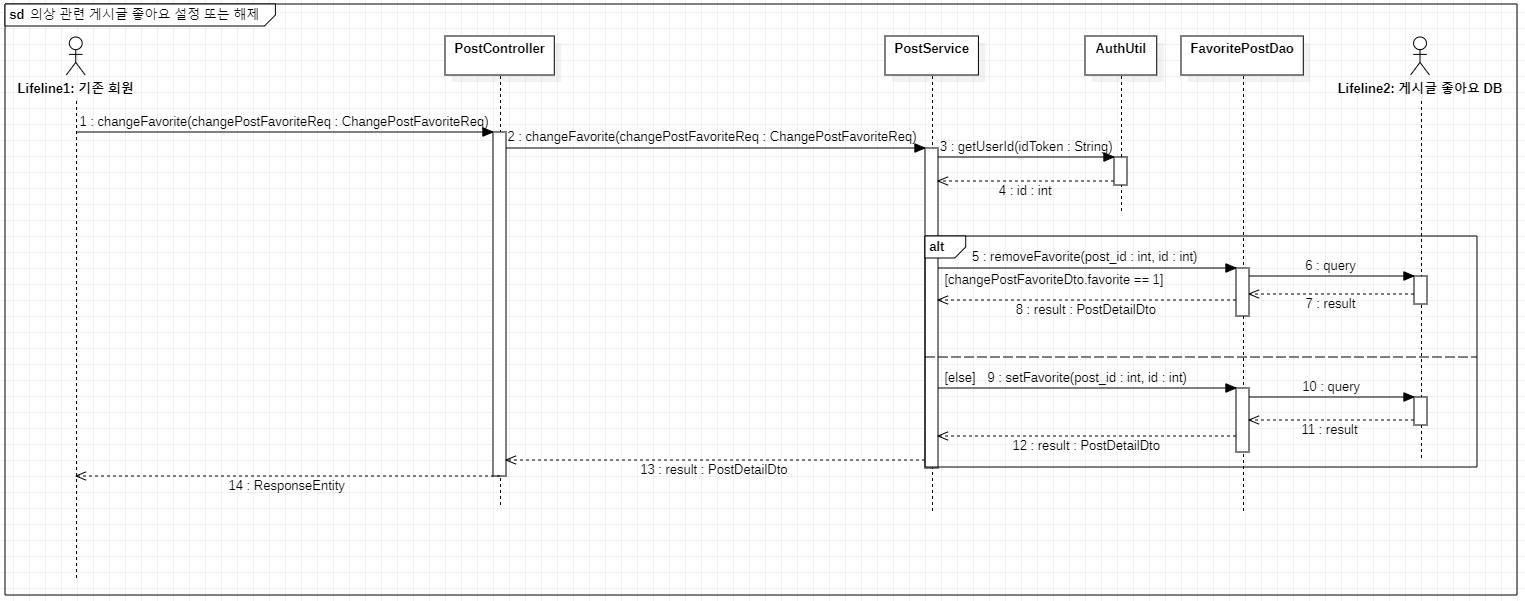 sd 의상 관련 게시글 좋아요 설정 또는 해제
PostController
PostService
AuthUtil
FavoritePostDao
Lifeline1: 기존 회원
Lifeline2: 게시글 좋아요 DB
1 : changeFavorite(changePostFavoriteReq : ChangePostFavoriteReq)
2 : changeFavorite(changePostFavoriteReq : ChangePostFavoriteReq)
3 : getUserId(idToken : String)
4 : id : int
alt
5 : removeFavorite(post_id : int, id : int)
6 : query
[changePostFavoriteDto.favorite == 1]
7 : result
8 : result : PostDetailDto
[else]
9 : setFavorite(post_id : int, id : int)
10 : query
11 : result
12 : result : PostDetailDto
13 : result : PostDetailDto
14 : ResponseEntity